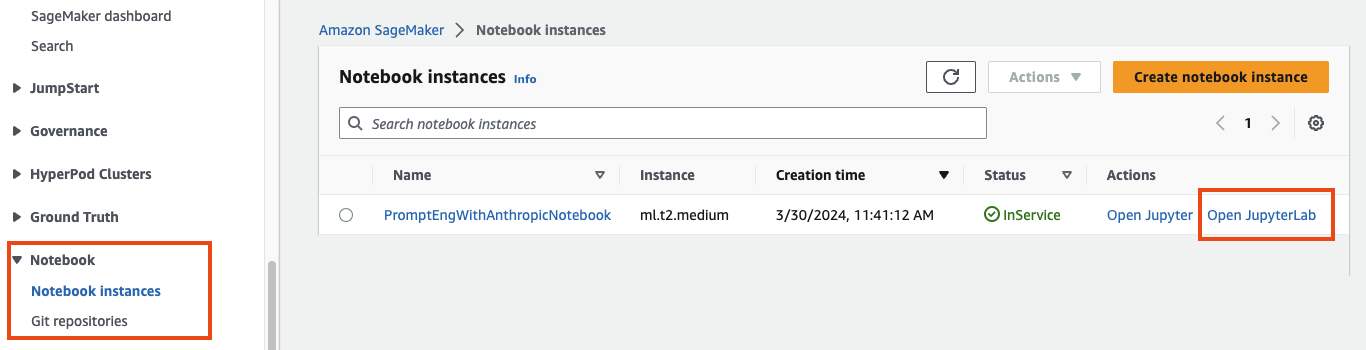 SageMaker dashboard
Search
JumpStart
Governance
HyperPod Clusters
Ground Truth
Notebook
Notebook instances
Git repositories
Amazon SageMaker > Notebook instances
Notebook instances Info
Actions
Create notebook instance
Search notebook instances
1
Name Instance Creation time Status Actions
PromptEngWithAnthropicNotebook ml.t2.medium 3/30/2024, 11:41:12 AM InService Open Jupyter Open JupyterLab